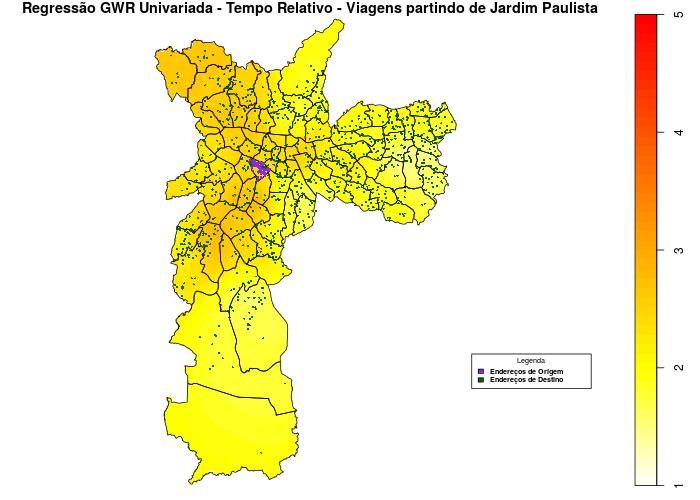 Regressão GWR Univariada - Tempo Relativo - Viagens partindo de Jardim Paulista
5
4
3
2
1
Legenda
Endereços de Origem
Endereços de Destino